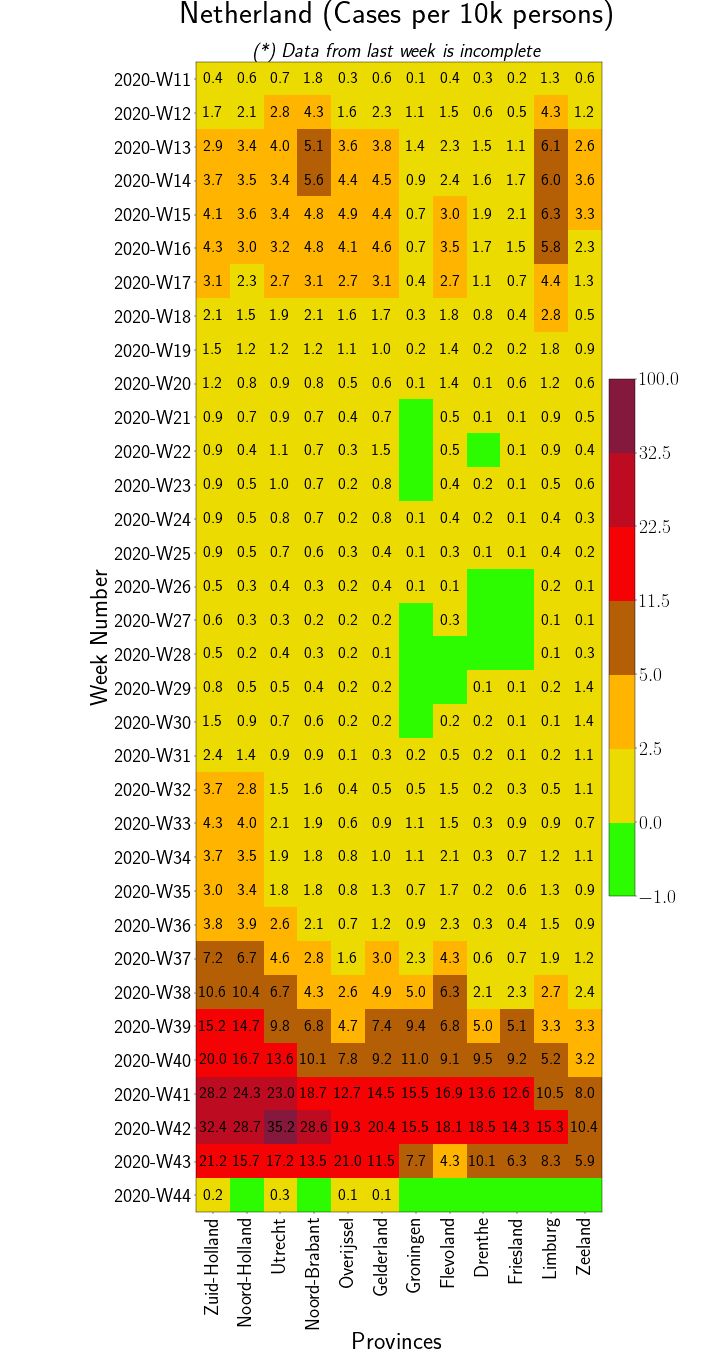 Netherland (Cases per 10k persons)
(*) Data from last week is incomplete
2020-W11 0.4 0.6 0.7 1.8 0.3 0.6 0.1 0.4 0.3 0.2 1.3 0.6
2020-W12 1.7 2.1 2.8 4.3 1.6 2.3 1.1 1.5 0.6 0.5 4.3 1.2
2020-W13 2.9 3.4 4.0 5.1 3.6 3.8 1.4 2.3 1.5 1.1 6.1 2.6
2020-W14 3.7 3.5 3.4 5.6 4.4 4.5 0.9 2.4 1.6 1.7 6.0 3.6
2020-W15 4.1 3.6 3.4 4.8 4.9 4.4 0.7 3.0 1.9 2.1 6.3 3.3
2020-W16 4.3 3.0 3.2 4.8 4.1 4.6 0.7 3.5 1.7 1.5 5.8 2.3
2020-W17 3.1 2.3 2.7 3.1 2.7 3.1 0.4 2.7 1.1 0.7 4.4 1.3
2020-W18 2.1 1.5 1.9 2.1 1.6 1.7 0.3 1.8 0.8 0.4 2.8 0.5
2020-W19 1.5 1.2 1.2 1.2 1.1 1.0 0.2 1.4 0.2 0.2 1.8 0.9
2020-W20 1.2 0.8 0.9 0.8 0.5 0.6 0.1 1.4 0.1 0.6 1.2 0.6
2020-W21 0.9 0.7 0.9 0.7 0.4 0.7 0.5 0.1 0.1 0.9 0.5
2020-W22 0.9 0.4 1.1 0.7 0.3 1.5 0.5 0.1 0.9 0.4
2020-W23 0.9 0.5 1.0 0.7 0.2 0.8 0.4 0.2 0.1 0.5 0.6
2020-W24 0.9 0.5 0.8 0.7 0.2 0.8 0.1 0.4 0.2 0.1 0.4 0.3
2020-W25 0.9 0.5 0.7 0.6 0.3 0.4 0.1 0.3 0.1 0.1 0.4 0.2
2020-W26 0.5 0.3 0.4 0.3 0.2 0.4 0.1 0.1 0.2 0.1
2020-W27 0.6 0.3 0.3 0.2 0.2 0.2 0.3 0.1 0.1
2020-W28 0.5 0.2 0.4 0.3 0.2 0.1 0.1 0.3
2020-W29 0.8 0.5 0.5 0.4 0.2 0.2 0.1 0.1 0.2 1.4
2020-W30 1.5 0.9 0.7 0.6 0.2 0.2 0.2 0.2 0.1 0.1 1.4
2020-W31 2.4 1.4 0.9 0.9 0.1 0.3 0.2 0.5 0.2 0.1 0.2 1.1
2020-W32 3.7 2.8 1.5 1.6 0.4 0.5 0.5 1.5 0.2 0.3 0.5 1.1
2020-W33 4.3 4.0 2.1 1.9 0.6 0.9 1.1 1.5 0.3 0.9 0.9 0.7
2020-W34 3.7 3.5 1.9 1.8 0.8 1.0 1.1 2.1 0.3 0.7 1.2 1.1
2020-W35 3.0 3.4 1.8 1.8 0.8 1.3 0.7 1.7 0.2 0.6 1.3 0.9
2020-W36 3.8 3.9 2.6 2.1 0.7 1.2 0.9 2.3 0.3 0.4 1.5 0.9
2020-W37 7.2 6.7 4.6 2.8 1.6 3.0 2.3 4.3 0.6 0.7 1.9 1.2
2020-W38 10.6 10.4 6.7 4.3 2.6 4.9 5.0 6.3 2.1 2.3 2.7 2.4
2020-W39 15.2 14.7 9.8 6.8 4.7 7.4 9.4 6.8 5.0 5.1 3.3 3.3
2020-W40 20.0 16.7 13.6 10.1 7.8 9.2 11.0 9.1 9.5 9.2 5.2 3.2
2020-W41 28.2 24.3 23.0 18.7 12.7 14.5 15.5 16.9 13.6 12.6 10.5 8.0
2020-W42 32.4 28.7 35.2 28.6 19.3 20.4 15.5 18.1 18.5 14.3 15.3 10.4
2020-W43 21.2 15.7 17.2 13.5 21.0 11.5 7.7 4.3 10.1 6.3 8.3 5.9
2020-W44 0.2 0.3 0.1 0.1
Week Number
Zuid-Holland
Noord-Holland
Utrecht
Noord-Brabant
Overijssel
Gelderland
Groningen
Flevoland
Drenthe
Friesland
Limburg
Zeeland
Provinces
100.0
32.5
22.5
11.5
5.0
2.5
0.0
−1.0